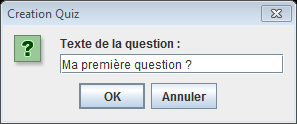 Creation Quiz
Texte de la question :
Ma première question ?
OK
Annuler